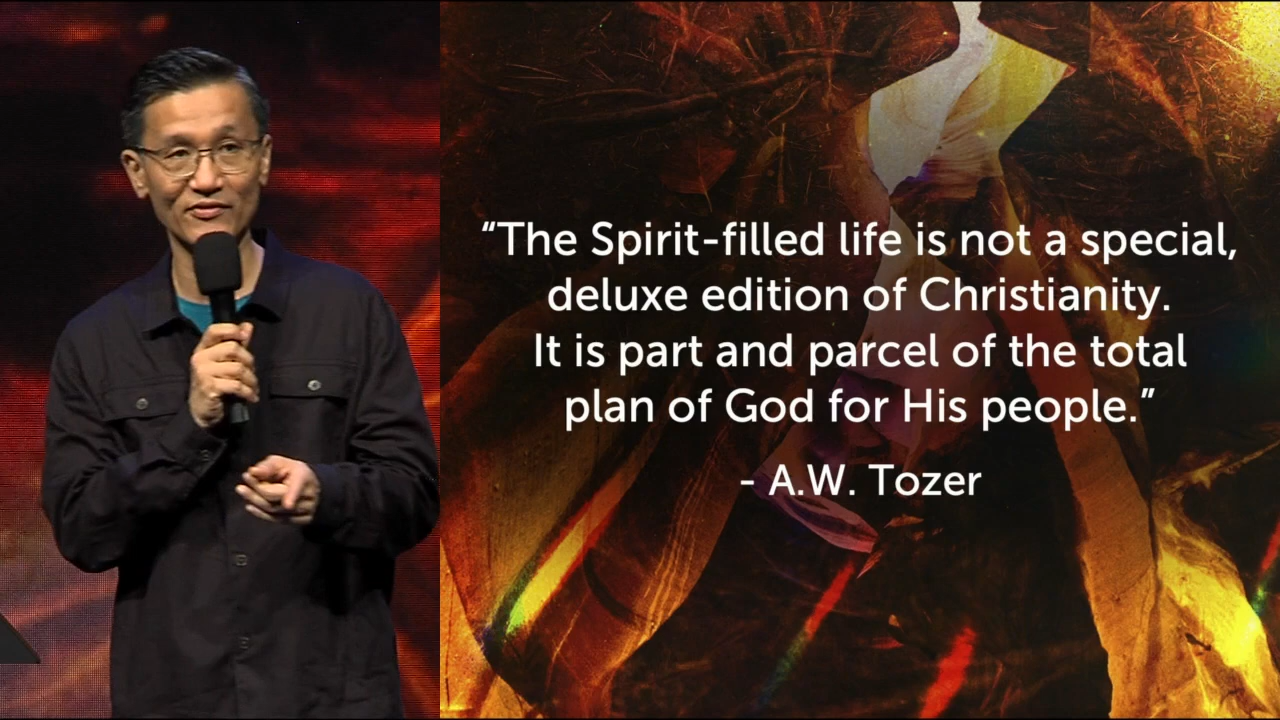 “The Spirit-filled life is not a special,
deluxe edition of Christianity.
It is part and parcel of the total
plan of God for His people.”
- A.W. Tozer